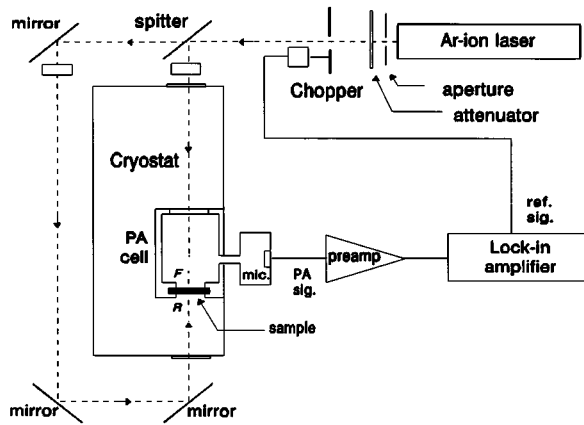 mirror
spitter
Ar-ion laser
Chopper
aperture
attenuator
Cryostat
PA
cell
F
R
mic.
PA
sig.
preamp
ref.
sig.
Lock-in
amplifier
sample
mirror
mirror